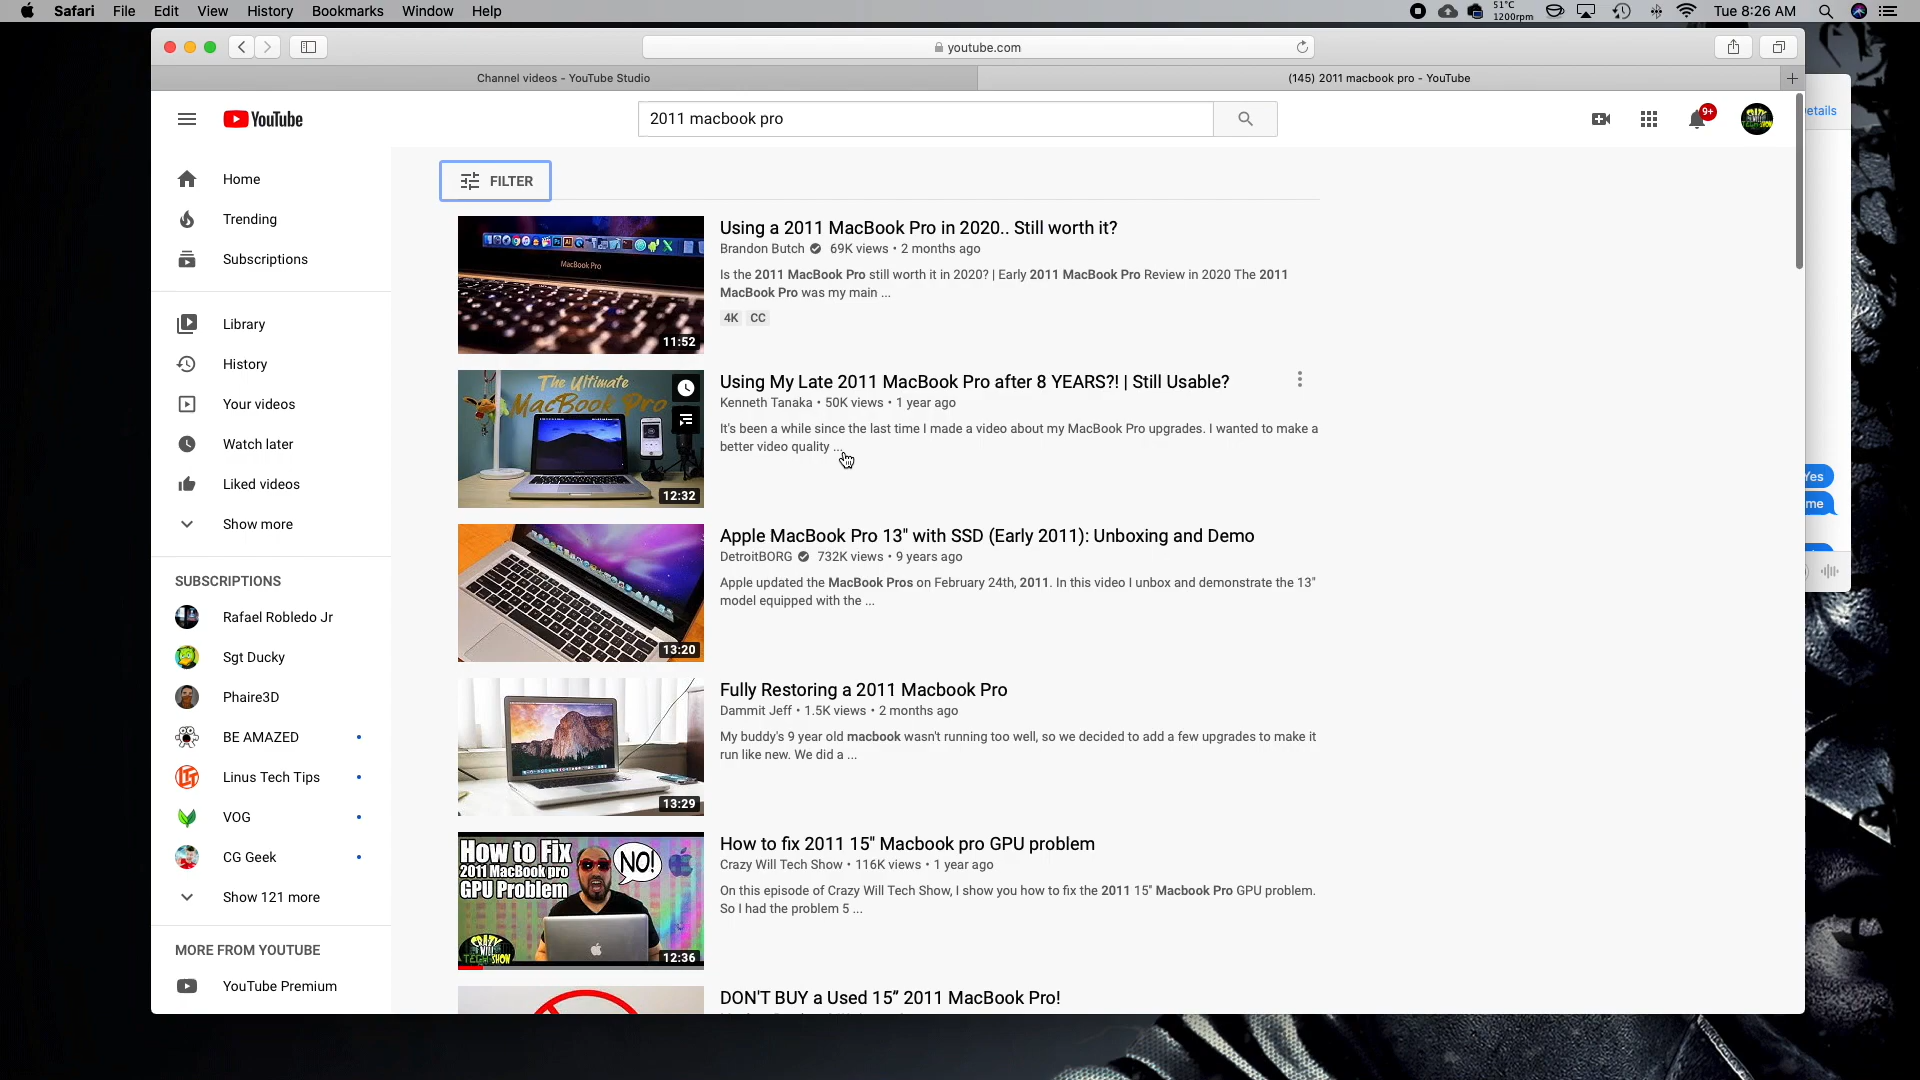 Safari File Edit View History Bookmarks Window Help
51°C
1200rpm
Tue 8:26 AM
youtube.com
Channel videos - YouTube Studio
(145) 2011 macbook pro - YouTube
etails
YouTube
2011 macbook pro
9+
Home
Trending
Subscriptions
Library
History
Your videos
Watch later
Liked videos
Show more
SUBSCRIPTIONS
Rafael Robledo Jr
Sgt Ducky
Phaire3D
BE AMAZED
Linus Tech Tips
VOG
CG Geek
Show 121 more
MORE FROM YOUTUBE
YouTube Premium
FILTER
MacBook Pro
11:52
Using a 2011 MacBook Pro in 2020.. Still worth it?
Brandon Butch 69K views • 2 months ago
Is the 2011 MacBook Pro still worth it in 2020? | Early 2011 MacBook Pro Review in 2020 The 2011
MacBook Pro was my main ...
4K CC
The Ultimate
MacBook Pro
12:32
Using My Late 2011 MacBook Pro after 8 YEARS?! | Still Usable?
Kenneth Tanaka • 50K views • 1 year ago
It's been a while since the last time I made a video about my MacBook Pro upgrades. I wanted to make a
better video quality ...
13:20
Apple MacBook Pro 13" with SSD (Early 2011): Unboxing and Demo
DetroitBORG 732K views • 9 years ago
Apple updated the MacBook Pros on February 24th, 2011. In this video I unbox and demonstrate the 13"
model equipped with the ...
13:29
Fully Restoring a 2011 Macbook Pro
Dammit Jeff • 1.5K views • 2 months ago
My buddy's 9 year old macbook wasn't running too well, so we decided to add a few upgrades to make it
run like new. We did a ...
How to Fix
2011 MacBook pro
GPU Problem
NO!
CRAZY WILL
TECH SHOW
12:36
How to fix 2011 15" Macbook pro GPU problem
Crazy Will Tech Show • 116K views • 1 year ago
On this episode of Crazy Will Tech Show, I show you how to fix the 2011 15" Macbook Pro GPU problem.
So I had the problem 5 ...
DON'T BUY a Used 15” 2011 MacBook Pro!
Yes
me